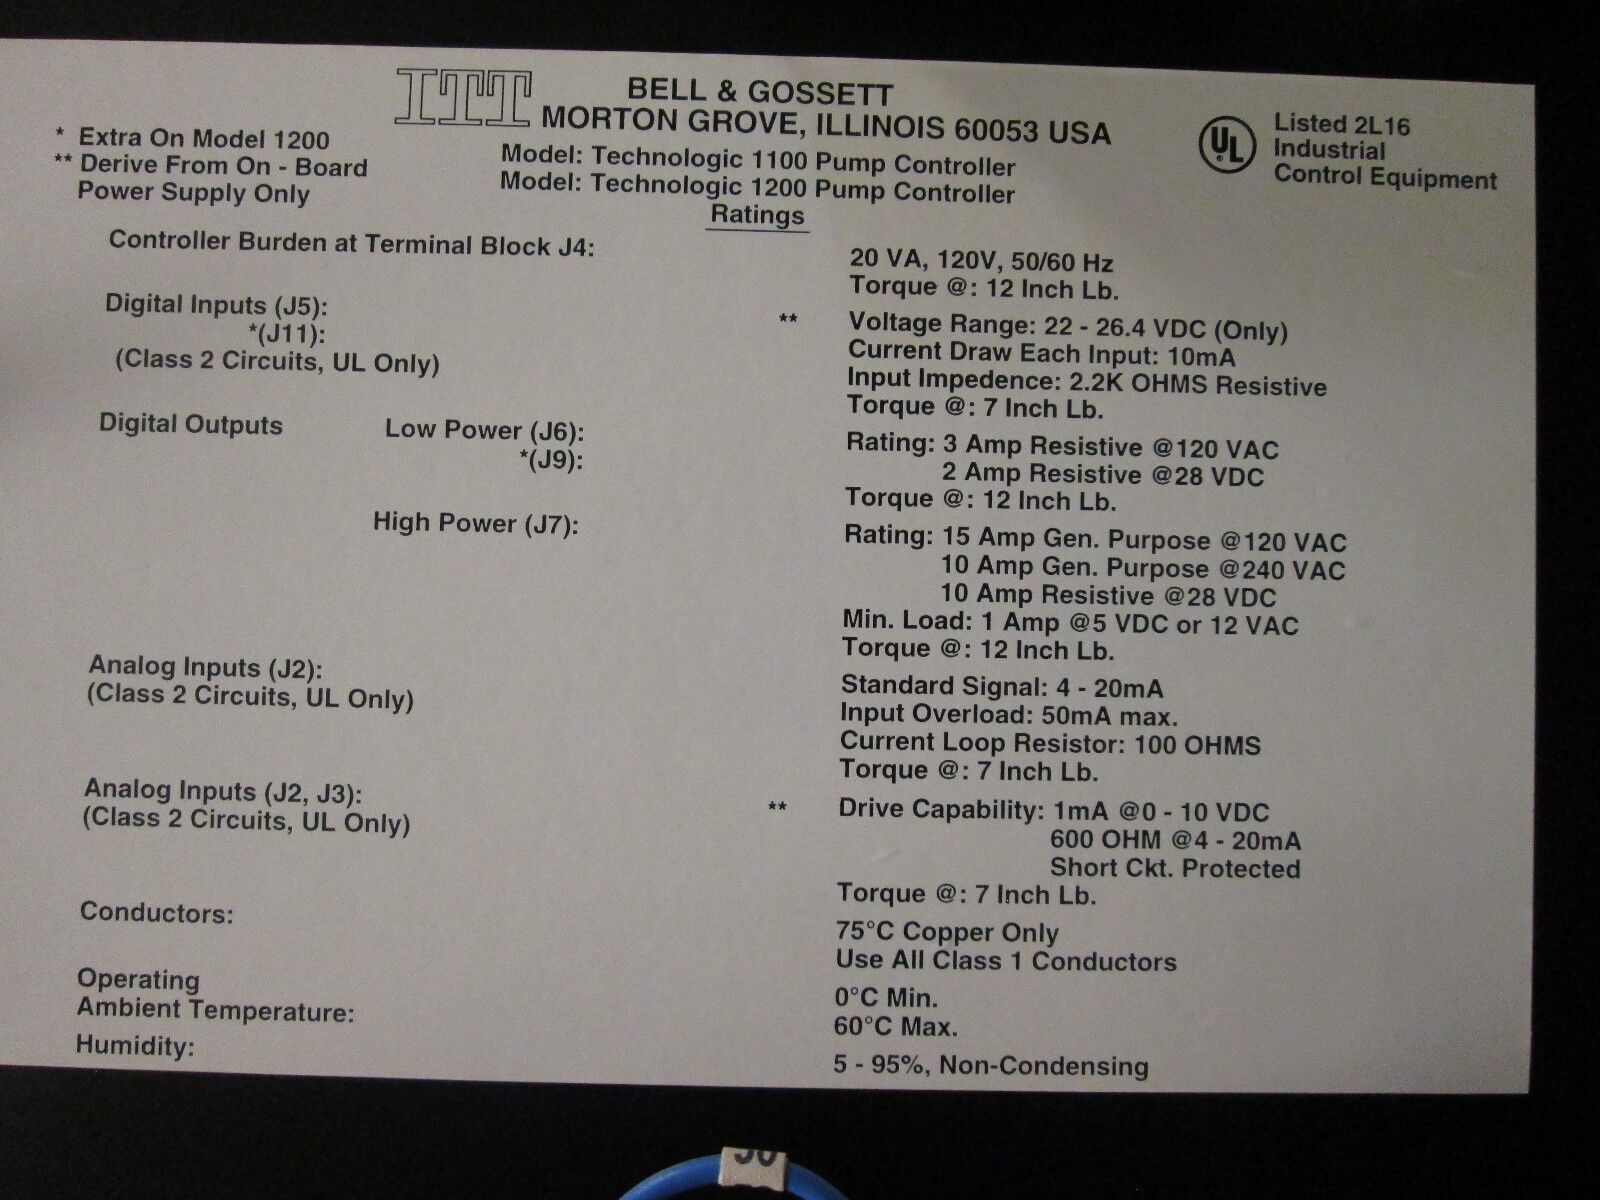 ITT BELL & GOSSETT
MORTON GROVE, ILLINOIS 60053 USA
* Extra On Model 1200
** Derive From On - Board
Power Supply Only
Model: Technologic 1100 Pump Controller
Model: Technologic 1200 Pump Controller
UL Listed 2L16
Industrial
Control Equipment
Ratings
Controller Burden at Terminal Block J4:
20 VA, 120V, 50/60 Hz
Torque @: 12 Inch Lb.
Digital Inputs (J5):
*(J11):
(Class 2 Circuits, UL Only)
** Voltage Range: 22 - 26.4 VDC (Only)
Current Draw Each Input: 10mA
Input Impedence: 2.2K OHMS Resistive
Torque @: 7 Inch Lb.
Digital Outputs Low Power (J6):
*(J9):
Rating: 3 Amp Resistive @120 VAC
2 Amp Resistive @28 VDC
Torque @: 12 Inch Lb.
High Power (J7):
Rating: 15 Amp Gen. Purpose @120 VAC
10 Amp Gen. Purpose @240 VAC
10 Amp Resistive @28 VDC
Min. Load: 1 Amp @5 VDC or 12 VAC
Torque @: 12 Inch Lb.
Analog Inputs (J2):
(Class 2 Circuits, UL Only)
Standard Signal: 4 - 20mA
Input Overload: 50mA max.
Current Loop Resistor: 100 OHMS
Torque @: 7 Inch Lb.
Analog Inputs (J2, J3):
(Class 2 Circuits, UL Only)
** Drive Capability: 1mA @0 - 10 VDC
600 OHM @4 - 20mA
Short Ckt. Protected
Torque @: 7 Inch Lb.
Conductors:
75°C Copper Only
Use All Class 1 Conductors
Operating
Ambient Temperature:
0°C Min.
60°C Max.
Humidity:
5 - 95%, Non-Condensing